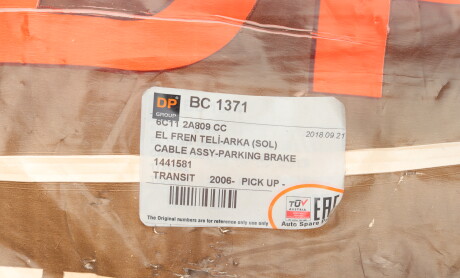 DP GROUP BC 1371
6C11 2A809 CC 2018 09 21
EL FREN TELİ-ARKA (SOL)
CABLE ASSY-PARKING BRAKE
1441581
TRANSIT 2006- PICK UP -
TÜV
EAC
The Original numbers are for reference only use only
Auto Spare